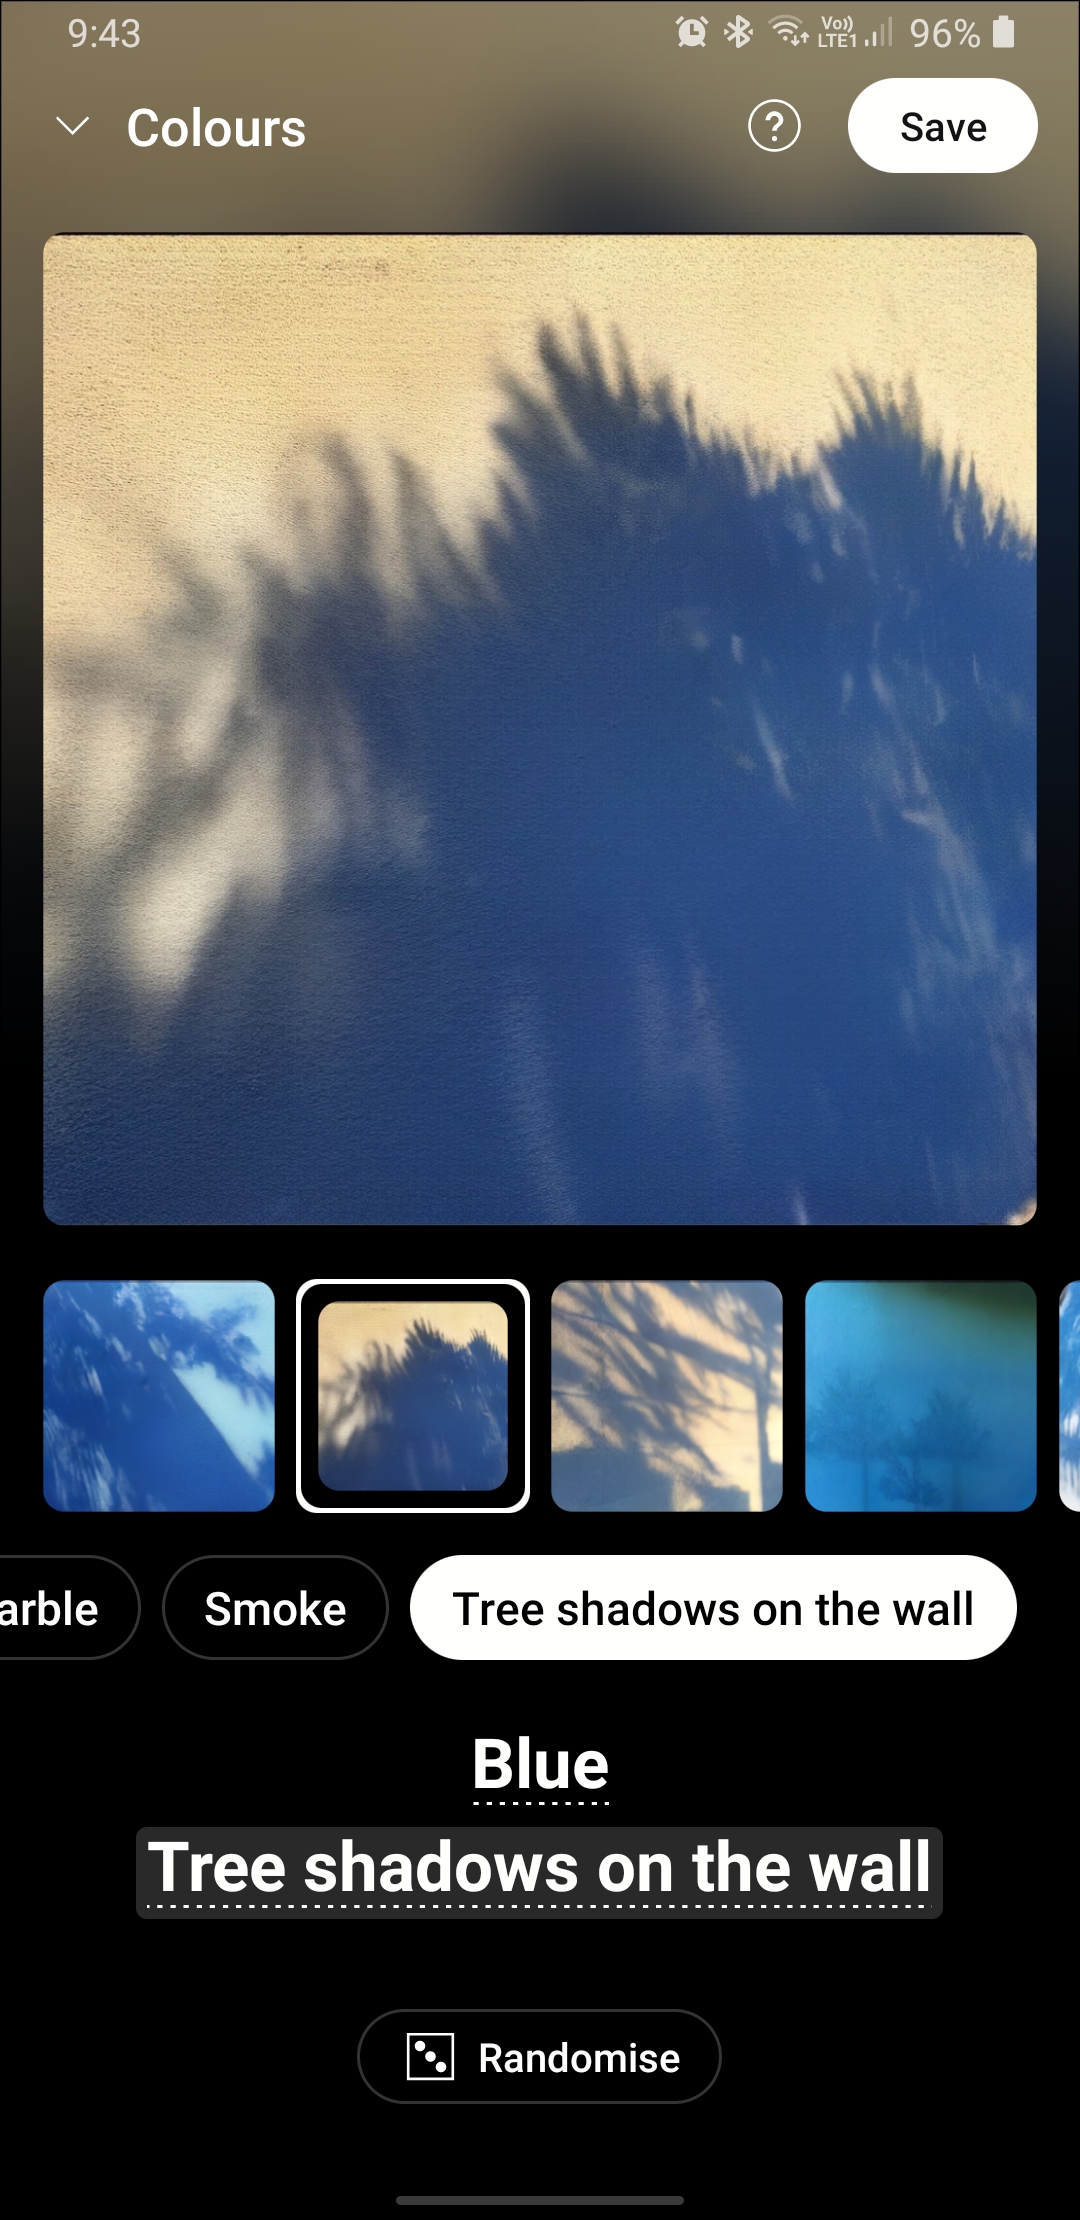 9:43 Vo)) LTE1 96%
Colours ? Save
arble Smoke Tree shadows on the wall
Blue
Tree shadows on the wall
Randomise